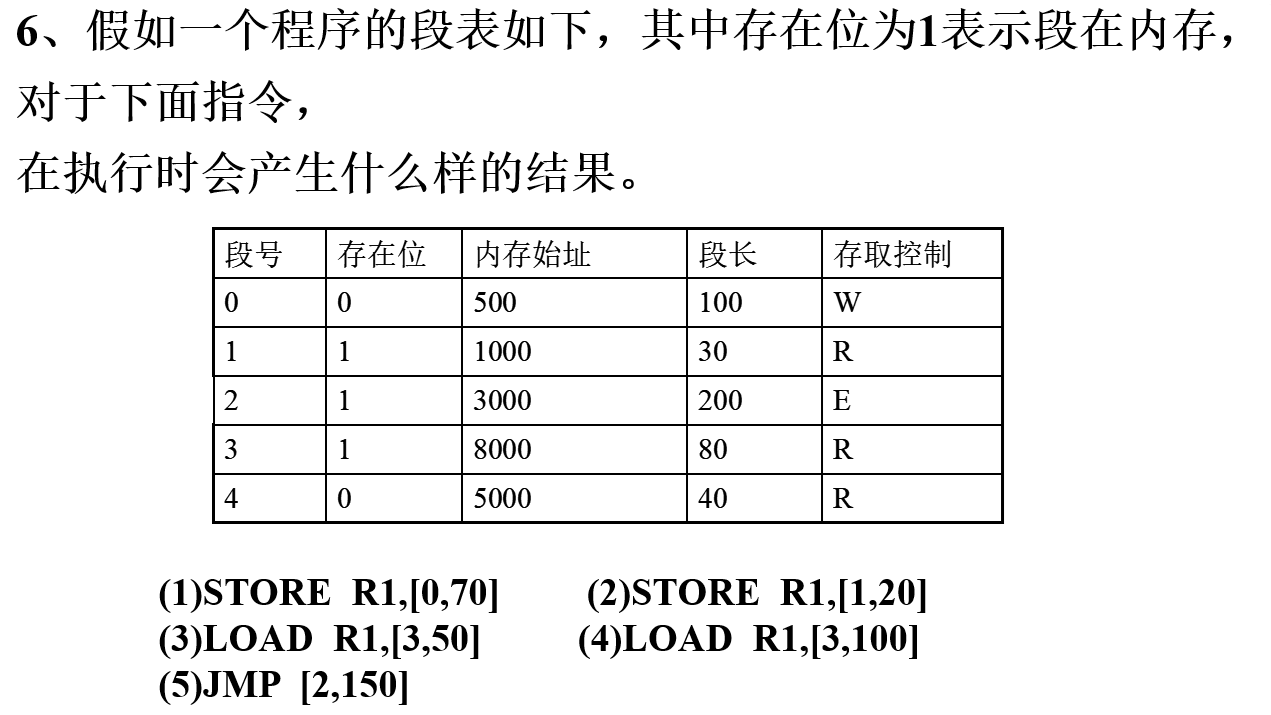 6、假如一个程序的段表如下，其中存在位为1表示段在内存，
对于下面指令，
在执行时会产生什么样的结果。
段号 存在位 内存始址 段长 存取控制
0 0 500 100 W
1 1 1000 30 R
2 1 3000 200 E
3 1 8000 80 R
4 0 5000 40 R
(1)STORE R1,[0,70] (2)STORE R1,[1,20]
(3)LOAD R1,[3,50] (4)LOAD R1,[3,100]
(5)JMP [2,150]